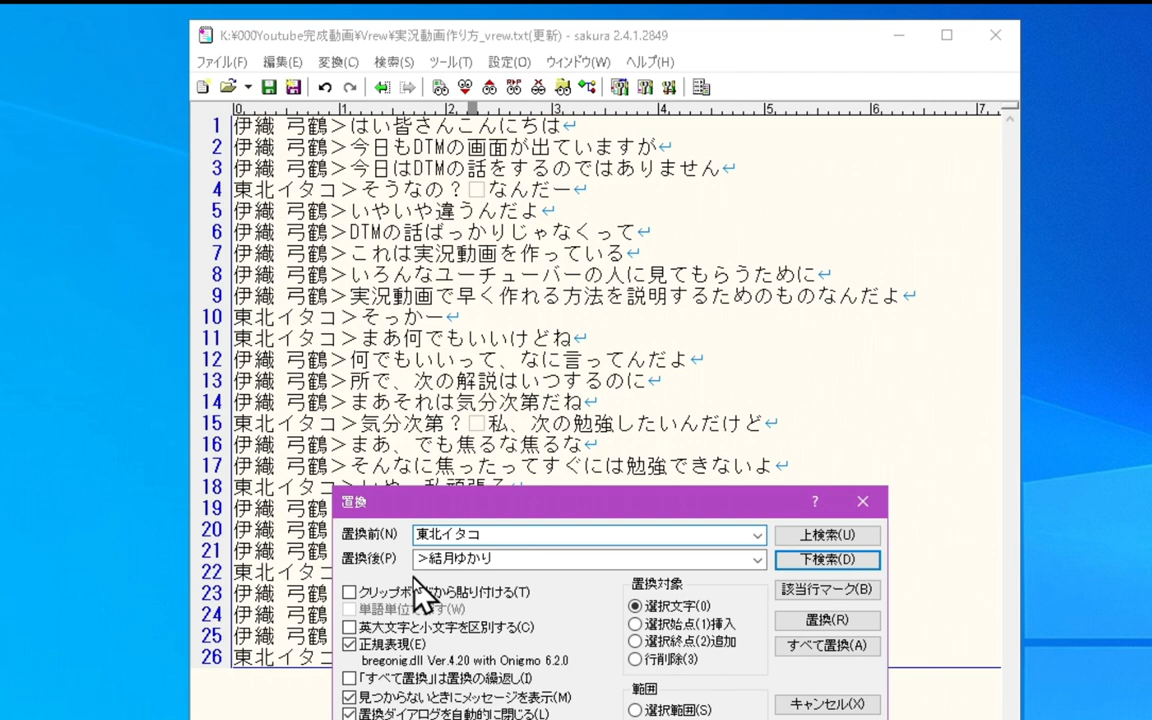 K:¥000Youtube完成動画¥Vrew¥実況動画作り方_vrew.txt(更新) - sakura 2.4.1.2849
ファイル(F) 編集(E) 変換(C) 検索(S) ツール(T) 設定(O) ウィンドウ(W) ヘルプ(H)
0 1 2 3 4 5 6 7
1 伊織 弓鶴＞はい皆さんこんにちは↵
2 伊織 弓鶴＞今日もDTMの画面が出ていますが↵
3 伊織 弓鶴＞今日はDTMの話をするのではありません↵
4 東北イタコ＞そうなの？□なんだー↵
5 伊織 弓鶴＞いやいや違うんだよ↵
6 伊織 弓鶴＞DTMの話ばっかりじゃなくって↵
7 伊織 弓鶴＞これは実況動画を作っている↵
8 伊織 弓鶴＞いろんなユーチューバーの人に見てもらうために↵
9 伊織 弓鶴＞実況動画で早く作れる方法を説明するためのものなんだよ↵
10 東北イタコ＞そっかー↵
11 東北イタコ＞まあ何でもいいけどね↵
12 伊織 弓鶴＞何でもいいって、なに言ってんだよ↵
13 伊織 弓鶴＞所で、次の解説はいつするのに↵
14 伊織 弓鶴＞まあそれは気分次第だね↵
15 東北イタコ＞気分次第？□私、次の勉強したいんだけど↵
16 伊織 弓鶴＞まあ、でも焦るな焦るな↵
17 伊織 弓鶴＞そんなに焦ったってすぐには勉強できないよ↵
18 東北イタコ
19 伊織 弓鶴
20 伊織 弓鶴
21 伊織 弓鶴
22 東北イタコ
23 伊織 弓鶴
24 伊織 弓鶴
25 伊織 弓鶴
26 東北イタコ
置換 ?
置換前(N) 東北イタコ 上検索(U)
置換後(P) >結月ゆかり 下検索(D)
置換対象 該当行マーク(B)
から貼り付ける(T) 選択文字(0)
(W) 選択始点(1)挿入 置換(R)
英大文字と小文字を区別する(C) 選択終点(2)追加
正規表現(E) 行削除(3) すべて置換(A)
bregonig.dll Ver.4.20 with Onigmo 6.2.0
「すべて置換」は置換の繰返し(I) 範囲
見つからないときにメッセージを表示(M) キャンセル(X)
置換ダイアログを自動的に閉じる(L) 選択範囲(S)